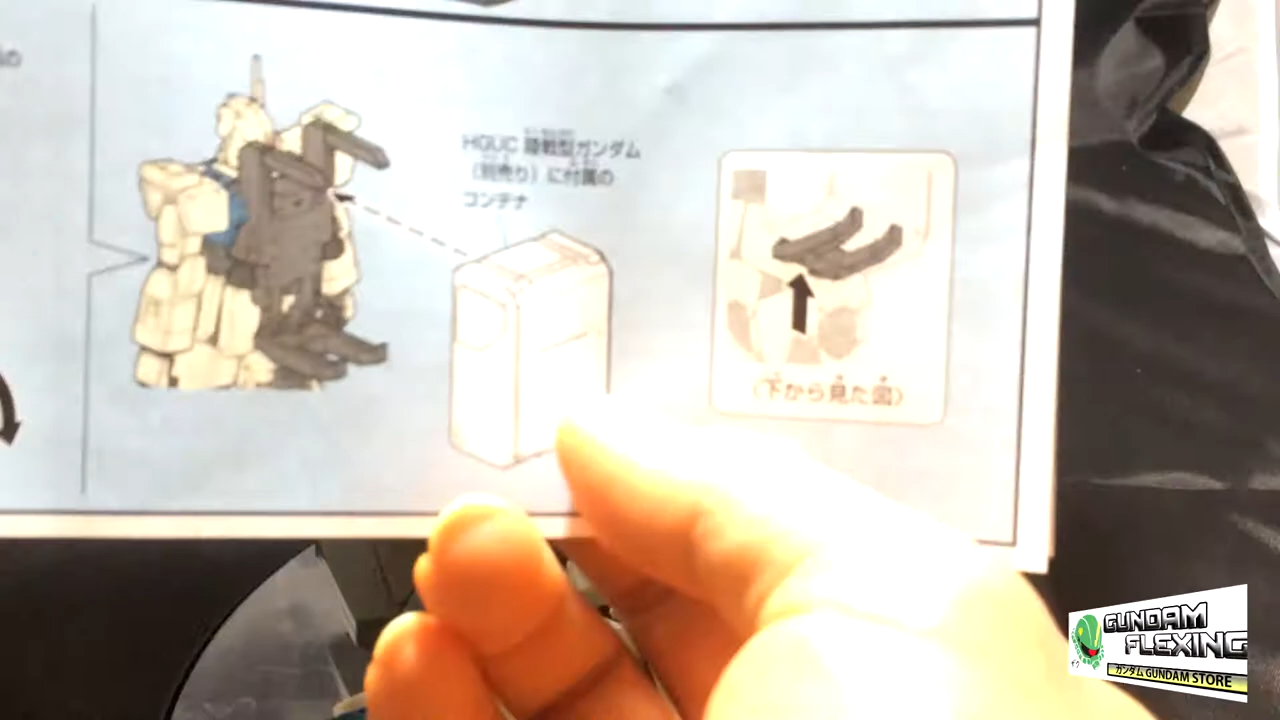 HGUC 陸戦型ガンダム
(別売り)に付属の
コンテナ
(下から見た図)
GUNDAM
FLEXING
ガンダム GUNDAM STORE